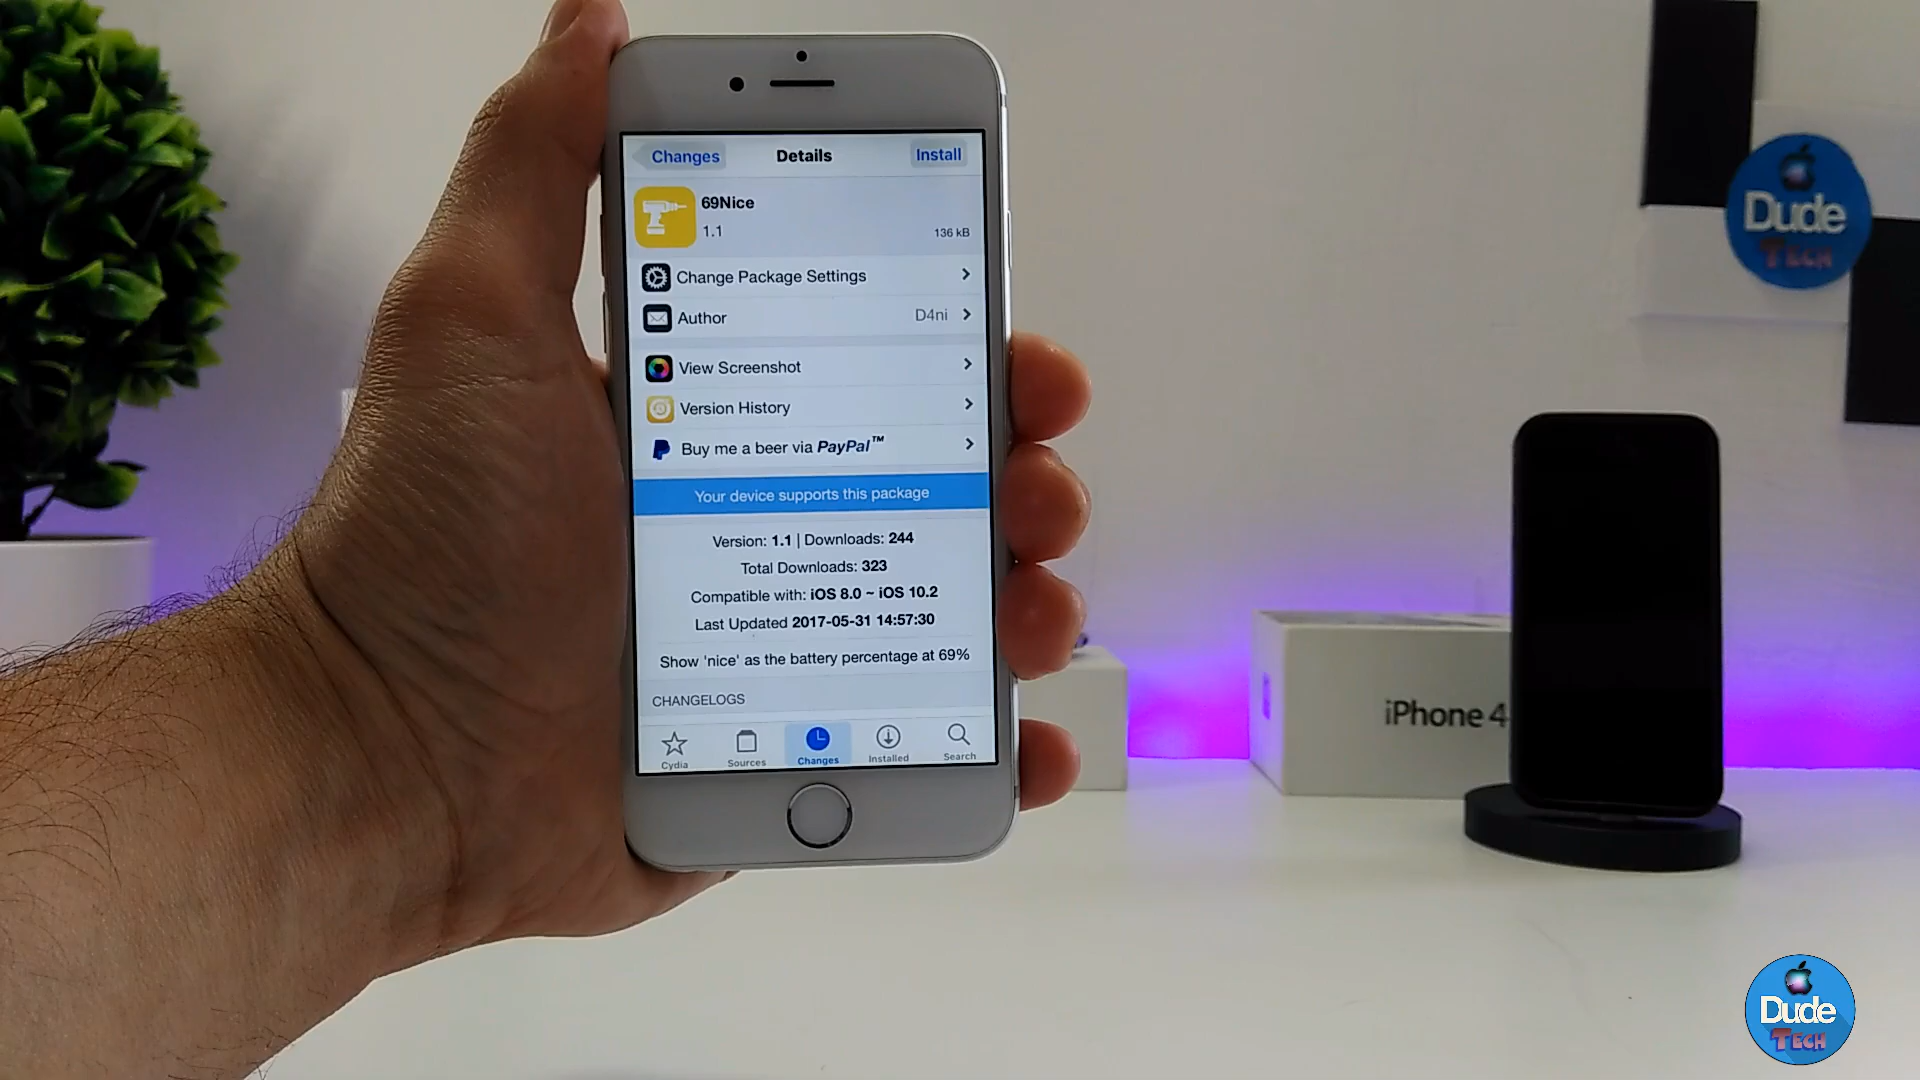 Changes Details Install
69Nice
1.1 136 kB
Change Package Settings
Author D4ni
View Screenshot
Version History
Buy me a beer via PayPal™
Your device supports this package
Version: 1.1 | Downloads: 244
Total Downloads: 323
Compatible with: iOS 8.0 ~ iOS 10.2
Last Updated 2017-05-31 14:57:30
Show 'nice' as the battery percentage at 69%
CHANGELOGS
Cydia Sources Changes Installed Search
Dude
TECH
iPhone 4
Dude
TECH